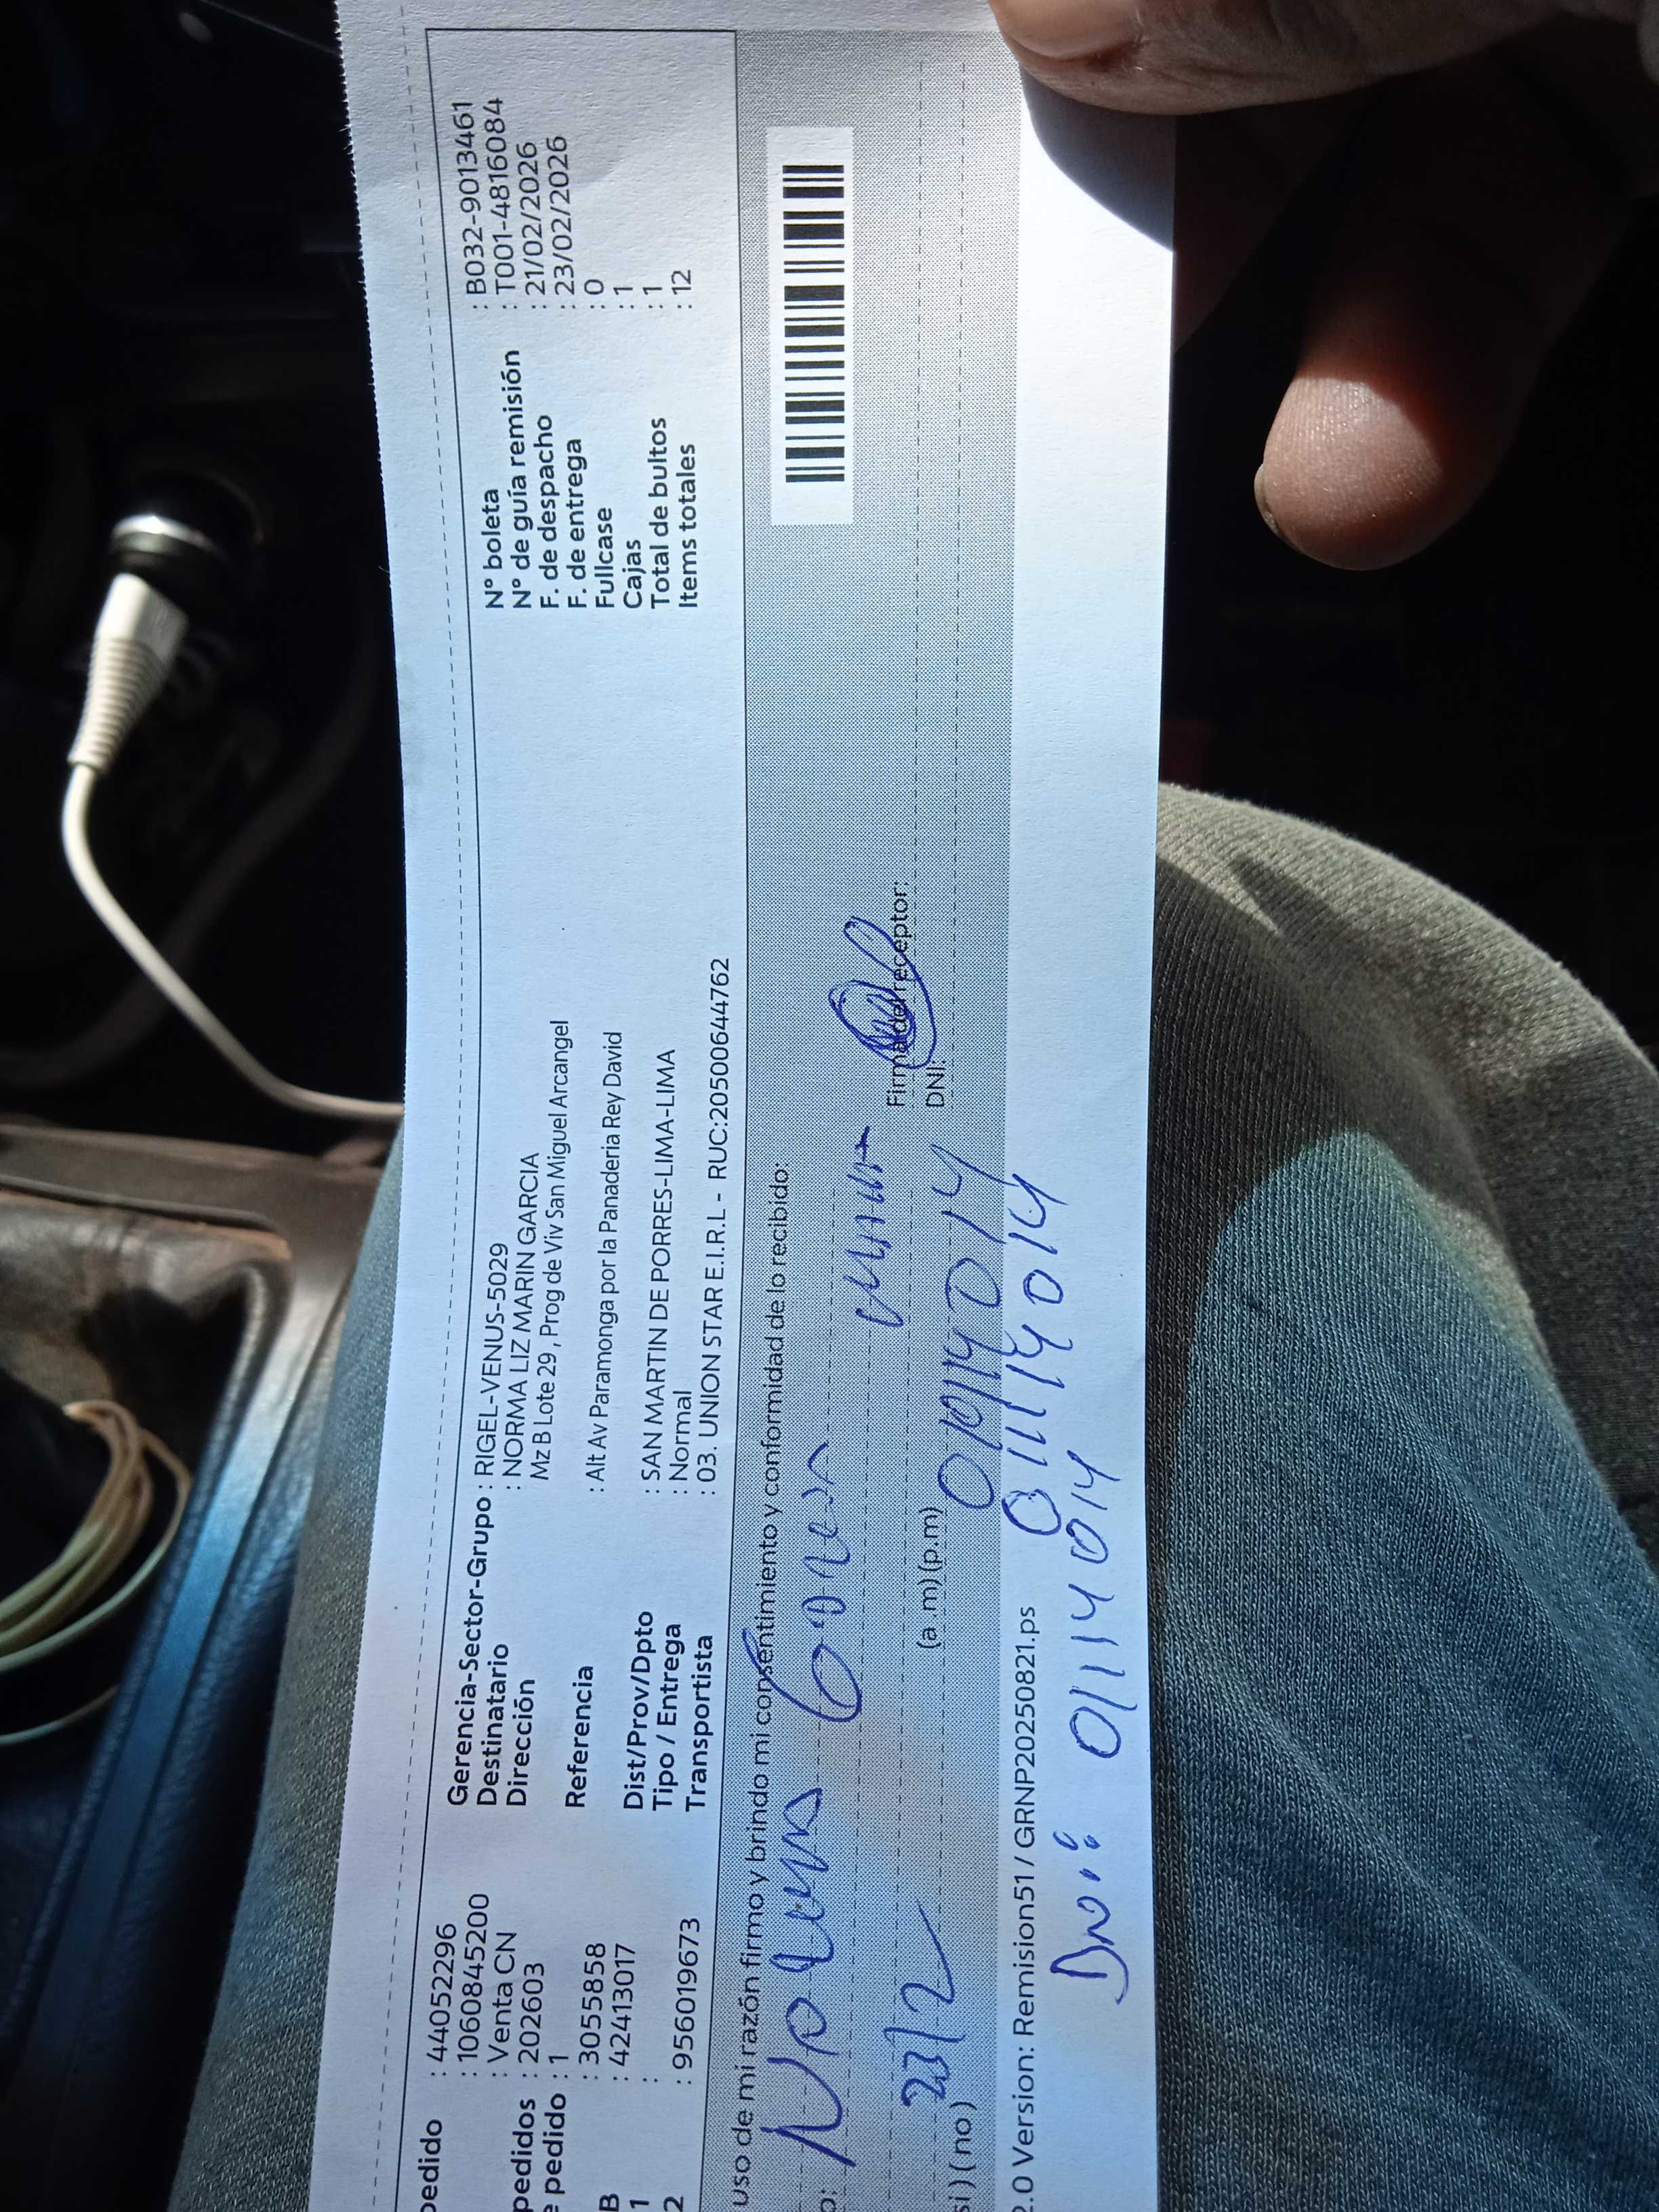 pedido : 44052296
: 1060845200
: Venta CN
pedidos : 202603
e pedido : 1
B : 30555858
1 : 42413017
:
2 : 956019673
Gerencia-Sector-Grupo : RIGEL-VENUS-5029
Destinatario : NORMA LIZ MARIN GARCIA
Dirección Mz B Lote 29 , Prog de Viv San Miguel Arcangel
Referencia : Alt Av Paramonga por la Panaderia Rey David
Dist/Prov/Dpto : SAN MARTIN DE PORRES-LIMA-LIMA
Tipo / Entrega : Normal
Transportista : 03. UNION STAR E.I.R.L - RUC:20500644762
N° boleta : B032-9013461
N° de guía remisión : T001-4816084
F. de despacho : 21/02/2026
F. de entrega : 23/02/2026
Fullcase : 0
Cajas : 1
Total de bultos : 1
Items totales : 12
uso de mi razón firmo y brindo mi consentimiento y conformidad de lo recibido:
o:
Firma del receptor:
23/2 (a .m) (p.m) DNI:
si ) ( no )
2.0 Version: Remision51 / GRNP20250821.ps
01114014
Dni: 01114014